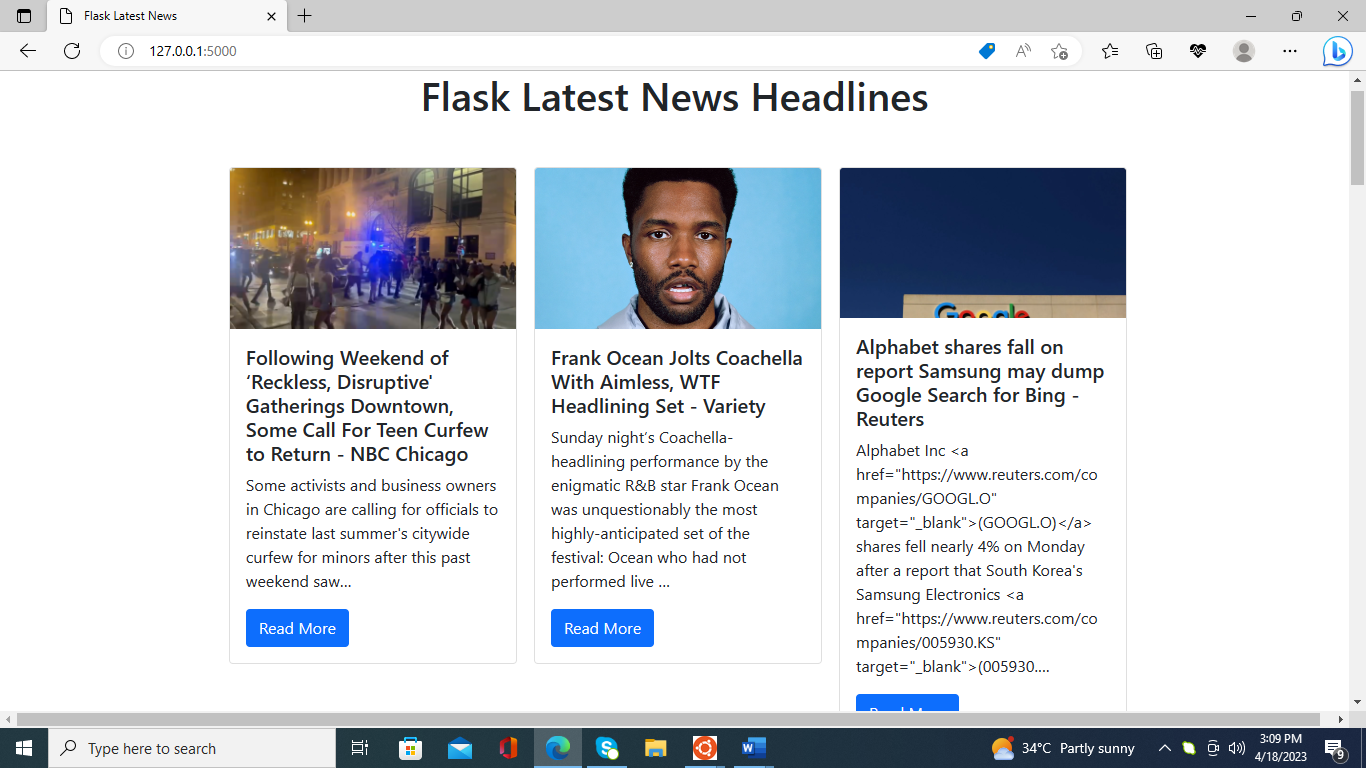 Flask Latest News
127.0.0.1:5000
Flask Latest News Headlines
Following Weekend of
‘Reckless, Disruptive'
Gatherings Downtown,
Some Call For Teen Curfew
to Return - NBC Chicago
Some activists and business owners
in Chicago are calling for officials to
reinstate last summer's citywide
curfew for minors after this past
weekend saw…
Read More
Frank Ocean Jolts Coachella
With Aimless, WTF
Headlining Set - Variety
Sunday night’s Coachella-
headlining performance by the
enigmatic R&B star Frank Ocean
was unquestionably the most
highly-anticipated set of the
festival: Ocean who had not
performed live …
Read More
Google
Alphabet shares fall on
report Samsung may dump
Google Search for Bing -
Reuters
Alphabet Inc <a
href="https://www.reuters.com/co
mpanies/GOOGL.O"
target="_blank">(GOOGL.O)</a>
shares fell nearly 4% on Monday
after a report that South Korea's
Samsung Electronics <a
href="https://www.reuters.com/co
mpanies/005930.KS"
target="_blank">(005930.…
Read More
Type here to search
34°C Partly sunny
3:09 PM
4/18/2023
9